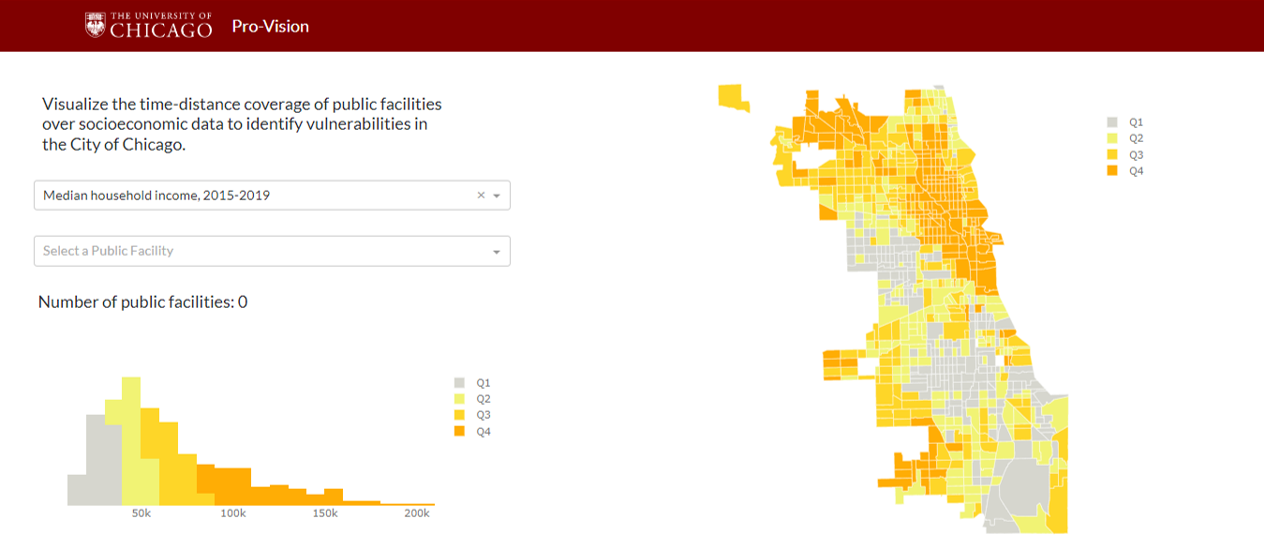 THE UNIVERSITY OF
CHICAGO
Pro-Vision
Visualize the time-distance coverage of public facilities
over socioeconomic data to identify vulnerabilities in
the City of Chicago.
Median household income, 2015-2019 ×
Select a Public Facility
Number of public facilities: 0
Q1
Q2
Q3
Q4
50k 100k 150k 200k
Q1
Q2
Q3
Q4